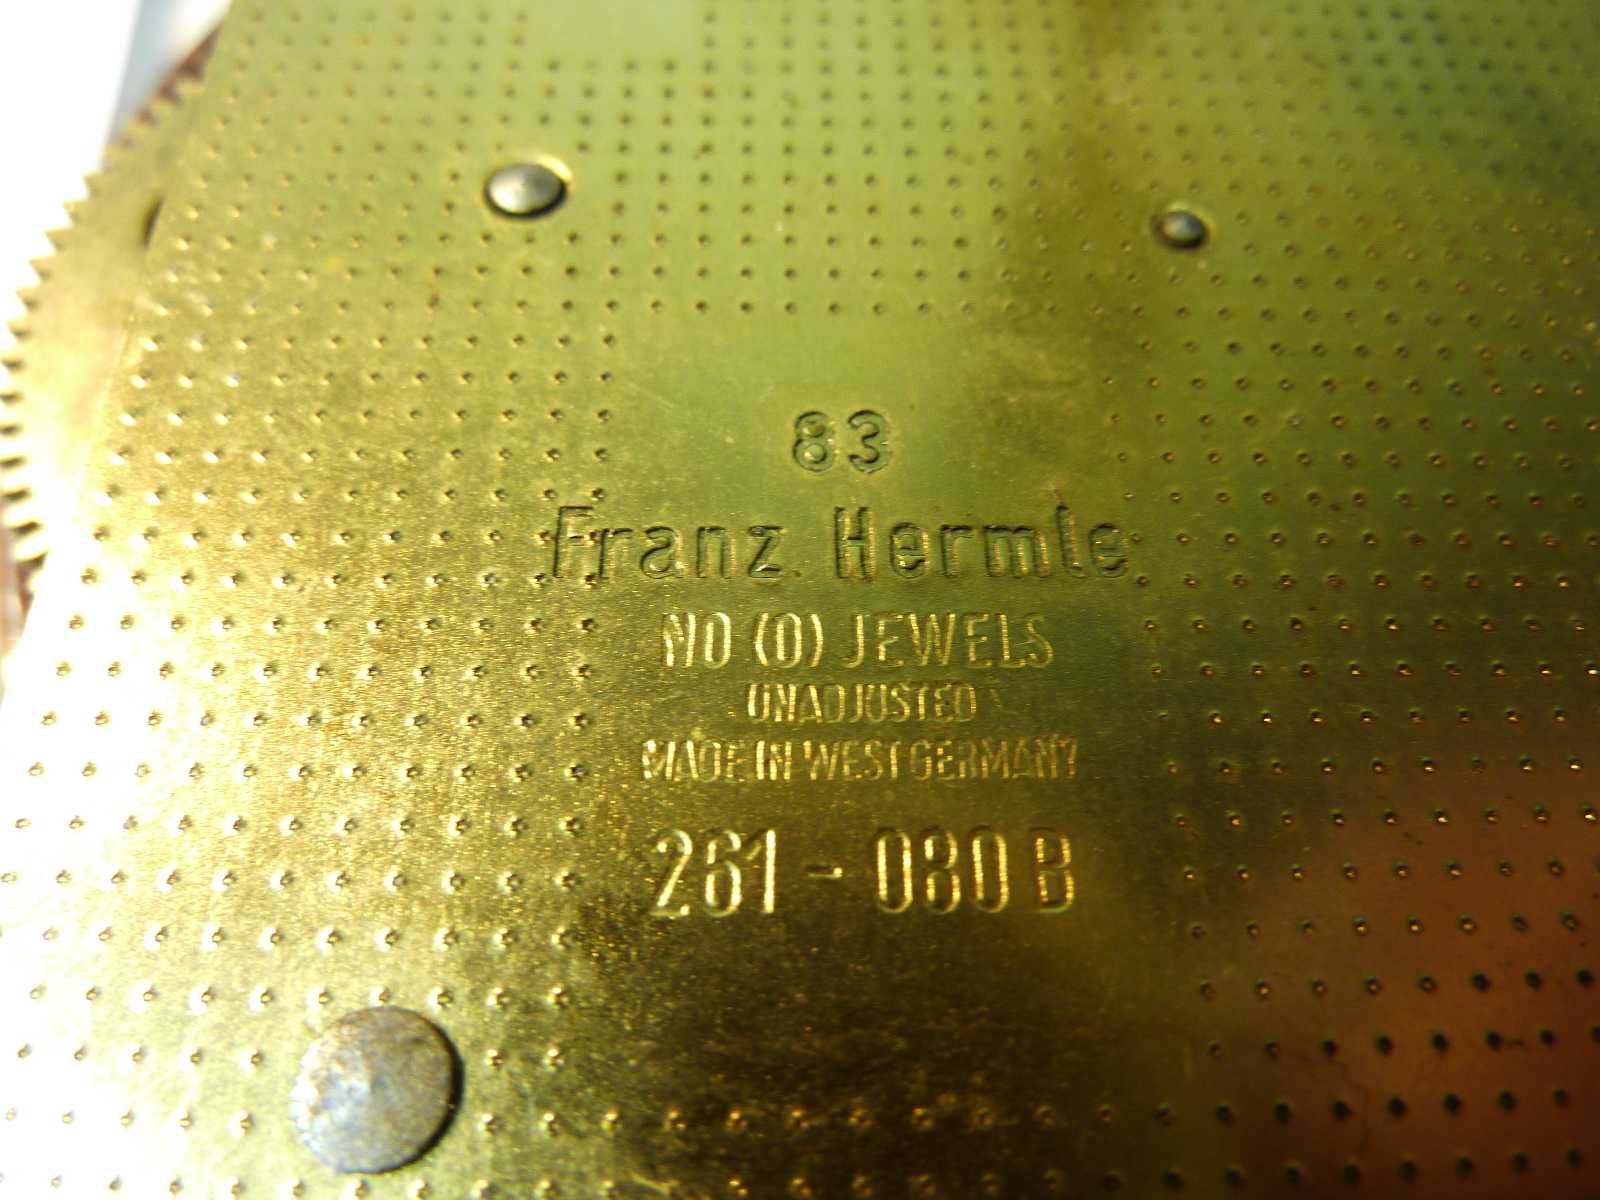 83
Franz Hermle
NO (0) JEWELS
UNADJUSTED
MADE IN WEST GERMANY
261 - 080 B